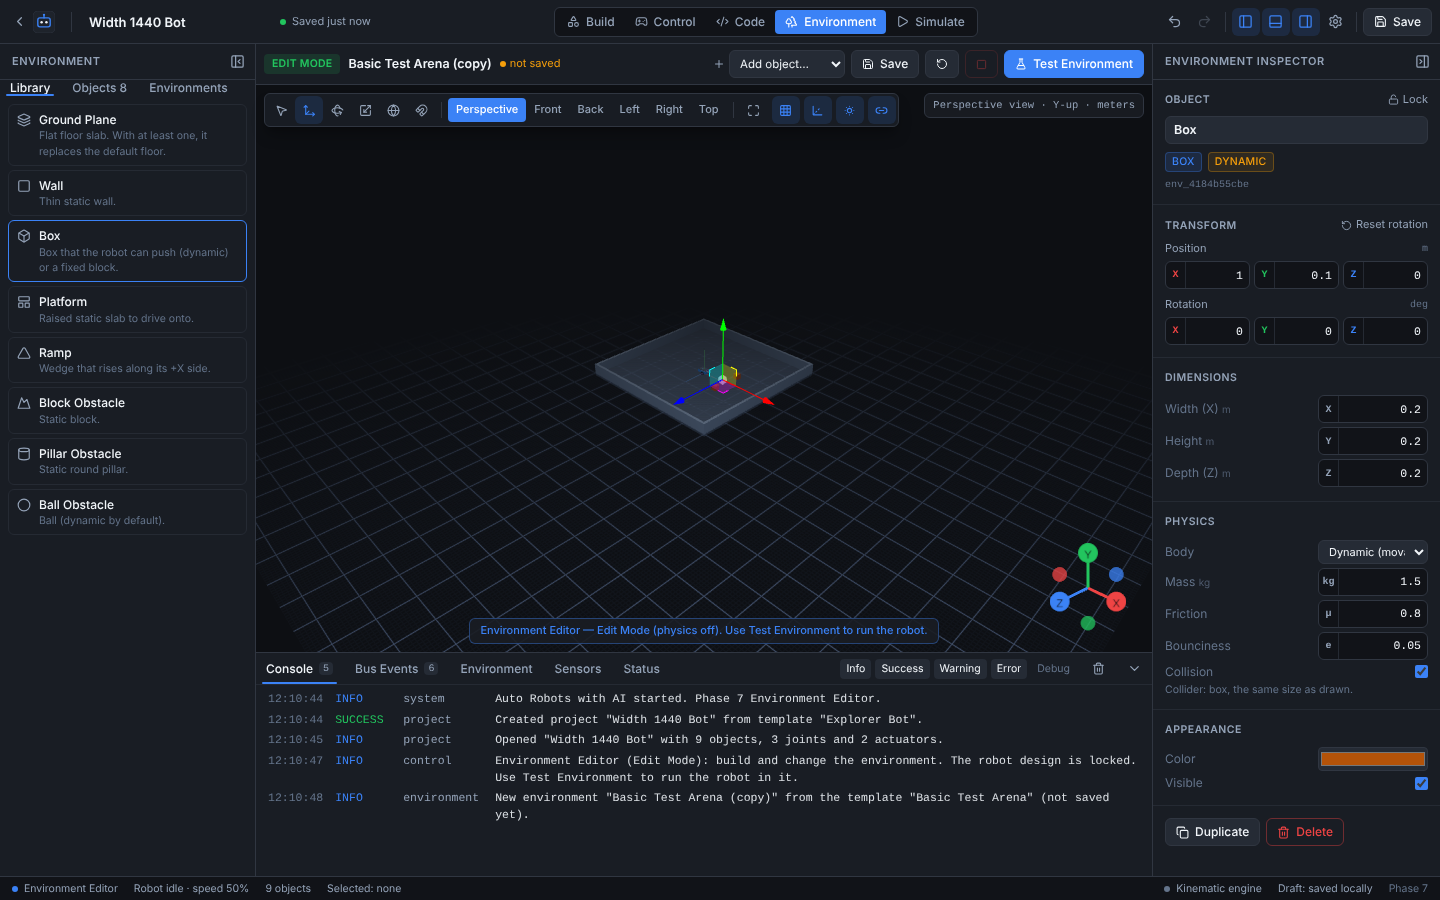 Width 1440 Bot
Saved just now
Build
Control
Code
Environment
Simulate
Save
ENVIRONMENT
Library
Objects 8
Environments
Ground Plane
Flat floor slab. With at least one, it
replaces the default floor.
Wall
Thin static wall.
Box
Box that the robot can push (dynamic)
or a fixed block.
Platform
Raised static slab to drive onto.
Ramp
Wedge that rises along its +X side.
Block Obstacle
Static block.
Pillar Obstacle
Static round pillar.
Ball Obstacle
Ball (dynamic by default).
EDIT MODE
Basic Test Arena (copy)
not saved
+
Add object...
Save
Test Environment
Perspective
Front
Back
Left
Right
Top
Perspective view · Y-up · meters
Y
Z
X
Environment Editor — Edit Mode (physics off). Use Test Environment to run the robot.
Console 5
Bus Events 6
Environment
Sensors
Status
Info
Success
Warning
Error
Debug
12:10:44 INFO system Auto Robots with AI started. Phase 7 Environment Editor.
12:10:44 SUCCESS project Created project "Width 1440 Bot" from template "Explorer Bot".
12:10:45 INFO project Opened "Width 1440 Bot" with 9 objects, 3 joints and 2 actuators.
12:10:47 INFO control Environment Editor (Edit Mode): build and change the environment. The robot design is locked.
Use Test Environment to run the robot in it.
12:10:48 INFO environment New environment "Basic Test Arena (copy)" from the template "Basic Test Arena" (not saved
yet).
ENVIRONMENT INSPECTOR
OBJECT
Lock
Box
BOX
DYNAMIC
env_4184b55cbe
TRANSFORM
Reset rotation
Position m
X 1 Y 0.1 Z 0
Rotation deg
X 0 Y 0 Z 0
DIMENSIONS
Width (X) m X 0.2
Height m Y 0.2
Depth (Z) m Z 0.2
PHYSICS
Body Dynamic (mova
Mass kg kg 1.5
Friction μ 0.8
Bounciness e 0.05
Collision
Collider: box, the same size as drawn.
APPEARANCE
Color
Visible
Duplicate
Delete
Environment Editor
Robot idle · speed 50%
9 objects
Selected: none
Kinematic engine
Draft: saved locally
Phase 7